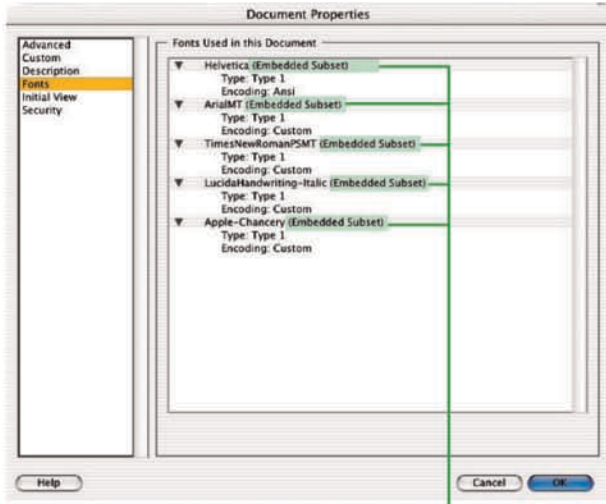 Document Properties
Advanced
Custom
Description
Fonts
Initial View
Security
Fonts Used in this Document
Helvetica (Embedded Subset)
Type: Type 1
Encoding: Ansi
ArialMT (Embedded Subset)
Type: Type 1
Encoding: Custom
TimesNewRomanPSMT (Embedded Subset)
Type: Type 1
Encoding: Custom
LucidaHandwriting-Italic (Embedded Subset)
Type: Type 1
Encoding: Custom
Apple-Chancery (Embedded Subset)
Type: Type 1
Encoding: Custom
Help
Cancel
OK